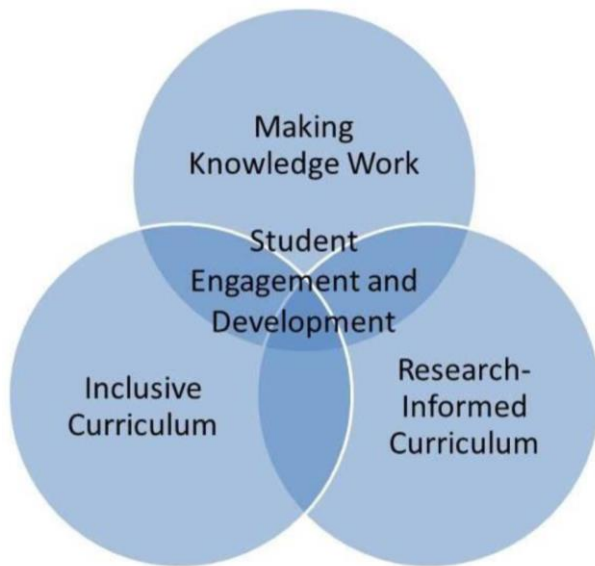 Making
Knowledge Work
Student
Engagement and
Development
Inclusive
Curriculum
Research-
Informed
Curriculum